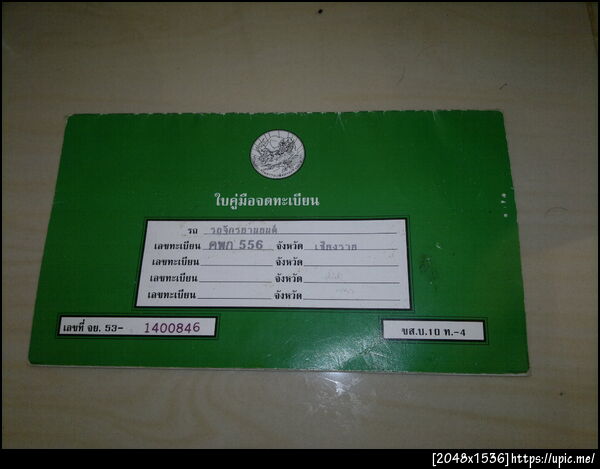 ใบคู่มือจดทะเบียน
รถ รถจักรยานยนต์
เลขทะเบียน คพก 556 จังหวัด เชียงราย
เลขทะเบียน จังหวัด
เลขทะเบียน จังหวัด
เลขทะเบียน จังหวัด
เลขที่ จย. 53- 1400846
ขส.บ.10 ท.-4
[2048x1536]https://upic.me/